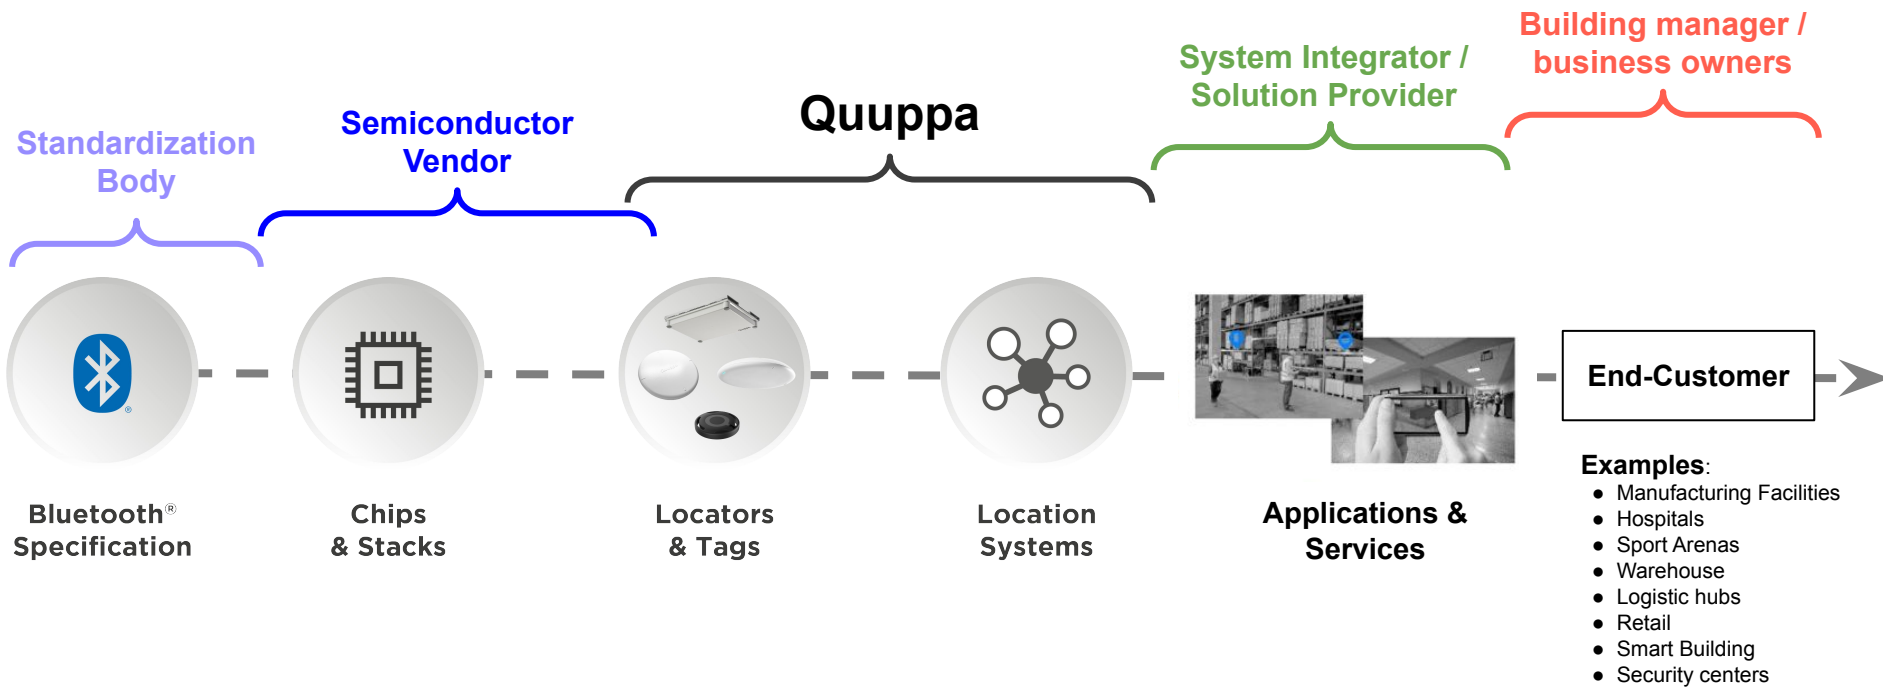 Building manager /
business owners
System Integrator /
Solution Provider
Quuppa
Semiconductor
Vendor
Standardization
Body
®
End-Customer
Bluetooth®
Specification
Chips
& Stacks
Locators
& Tags
Location
Systems
Applications &
Services
Examples:
● Manufacturing Facilities
● Hospitals
● Sport Arenas
● Warehouse
● Logistic hubs
● Retail
● Smart Building
● Security centers